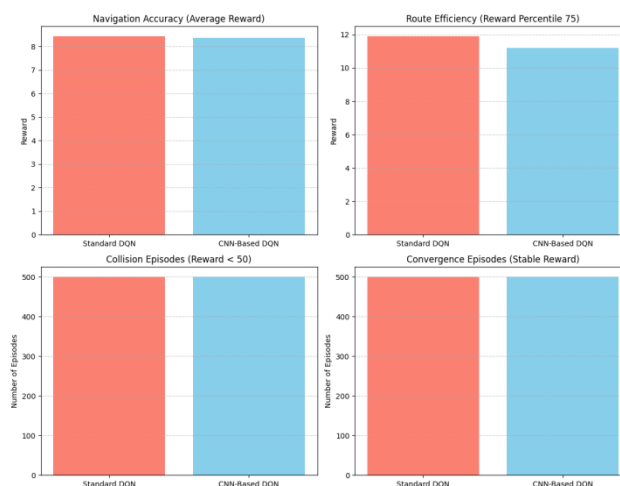 Navigation Accuracy (Average Reward)
Reward
8
7
6
5
4
3
2
1
0
Standard DQN
CNN-Based DQN
Route Efficiency (Reward Percentile 75)
Reward
12
10
8
6
4
2
0
Standard DQN
CNN-Based DQN
Collision Episodes (Reward < 50)
Number of Episodes
500
400
300
200
100
0
Standard DQN
CNN-Based DQN
Convergence Episodes (Stable Reward)
Number of Episodes
500
400
300
200
100
0
Standard DQN
CNN-Based DQN